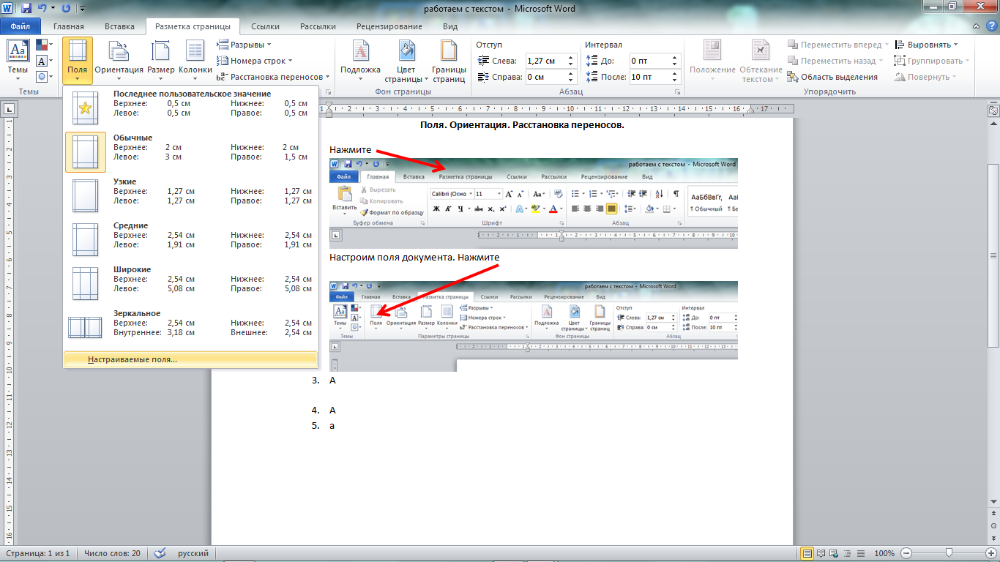 работаем с текстом - Microsoft Word
Файл Главная Вставка Разметка страницы Ссылки Рассылки Рецензирование Вид
Темы Поля Ориентация Размер Колонки
Разрывы
Номера строк
Расстановка переносов
Подложка Цвет страницы Границы страниц
Отступ
Слева: 1,27 см
Справа: 0 см
Интервал
До: 0 пт
После: 10 пт
Положение Обтекание текстом
Переместить вперед
Переместить назад
Область выделения
Выровнять
Группировать
Повернуть
Темы Фон страницы Абзац Упорядочить
Последнее пользовательское значение
Верхнее: 0,5 см Нижнее: 0,5 см
Левое: 0,5 см Правое: 0,5 см
Обычные
Верхнее: 2 см Нижнее: 2 см
Левое: 3 см Правое: 1,5 см
Узкие
Верхнее: 1,27 см Нижнее: 1,27 см
Левое: 1,27 см Правое: 1,27 см
Средние
Верхнее: 2,54 см Нижнее: 2,54 см
Левое: 1,91 см Правое: 1,91 см
Широкие
Верхнее: 2,54 см Нижнее: 2,54 см
Левое: 5,08 см Правое: 5,08 см
Зеркальное
Верхнее: 2,54 см Нижнее: 2,54 см
Внутреннее: 3,18 см Внешнее: 2,54 см
Настраиваемые поля...
Поля. Ориентация. Расстановка переносов.
Нажмите
работаем с текстом - Microsoft Word
Файл Главная Вставка Разметка страницы Ссылки Рассылки Рецензирование Вид
Вставить
Вырезать
Копировать
Формат по образцу
Calibri (Осно 11
Ж К Ч abc x₂ x²
АаБбВвГг,
¶ Обычный
Буфер обмена Шрифт Абзац
Настроим поля документа. Нажмите
работаем с текстом - Microsoft Word
Файл Главная Вставка Разметка страницы Ссылки Рассылки Рецензирование Вид
Темы Поля Ориентация Размер Колонки
Разрывы
Номера строк
Расстановка переносов
Подложка Цвет страницы Границы страниц
Отступ
Слева: 1,27 см
Справа: 0 см
Интервал
До: 0 пт
После: 10 пт
Темы Параметры страницы Фон страницы Абзац
3. А
4. А
5. а
Страница: 1 из 1 Число слов: 20 русский 100%